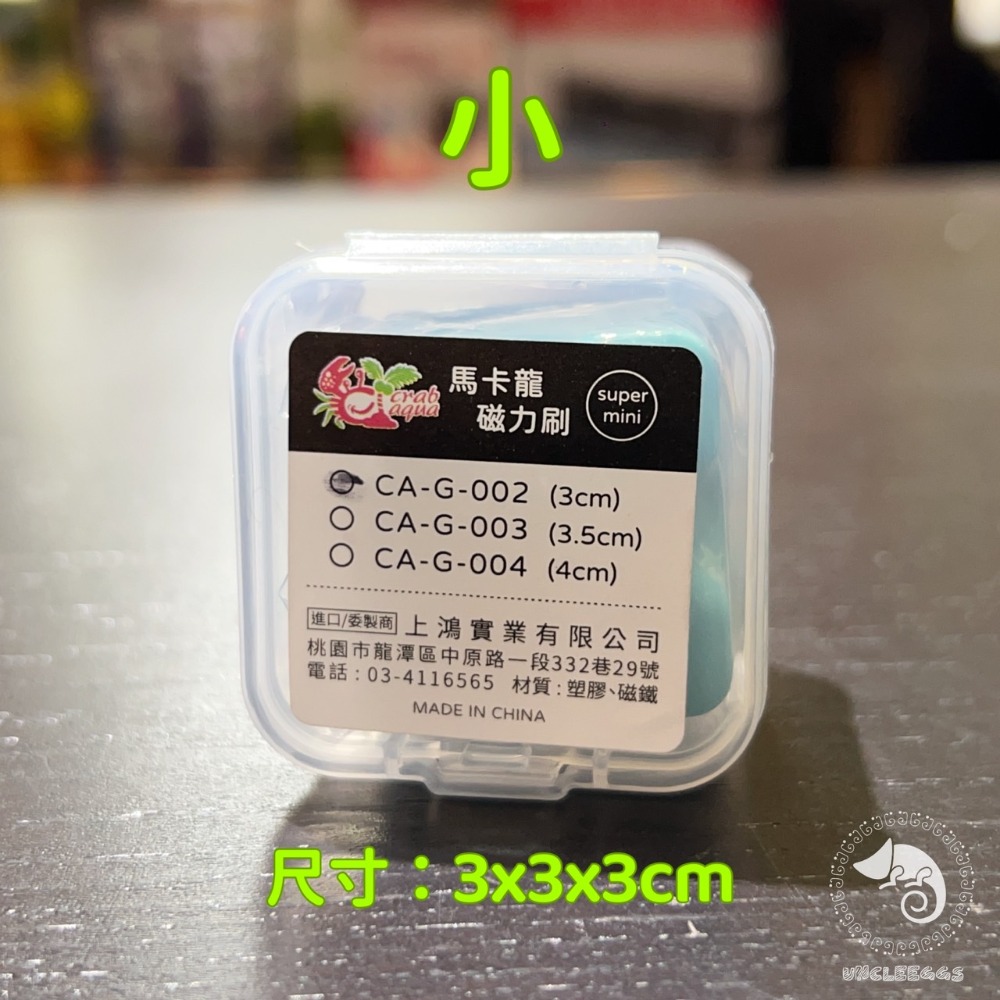 小
crab
aqua
馬卡龍
磁力刷
super
mini
CA-G-002 (3cm)
CA-G-003 (3.5cm)
CA-G-004 (4cm)
進口/委製商 上鴻實業有限公司
桃園市龍潭區中原路一段332巷29號
電話:03-4116565 材質:塑膠、磁鐵
MADE IN CHINA
尺寸：3x3x3cm
UNCLEEGGS